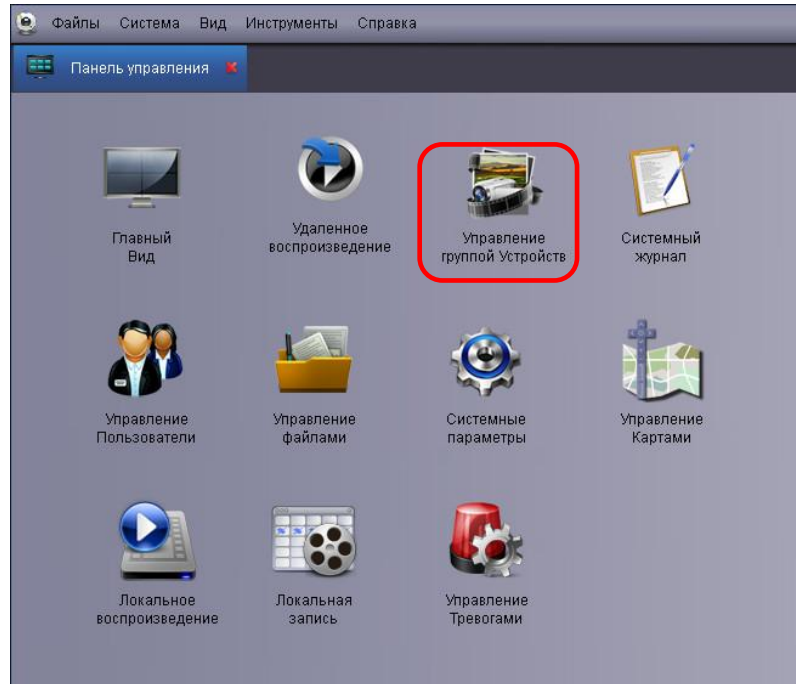 Файлы Система Вид Инструменты Справка
Панель управления
Главный
Вид
Удаленное
воспроизведение
Управление
группой Устройств
Системный
журнал
Управление
Пользователи
Управление
файлами
Системные
параметры
Управление
Картами
Локальное
воспроизведение
Локальная
запись
Управление
Тревогами